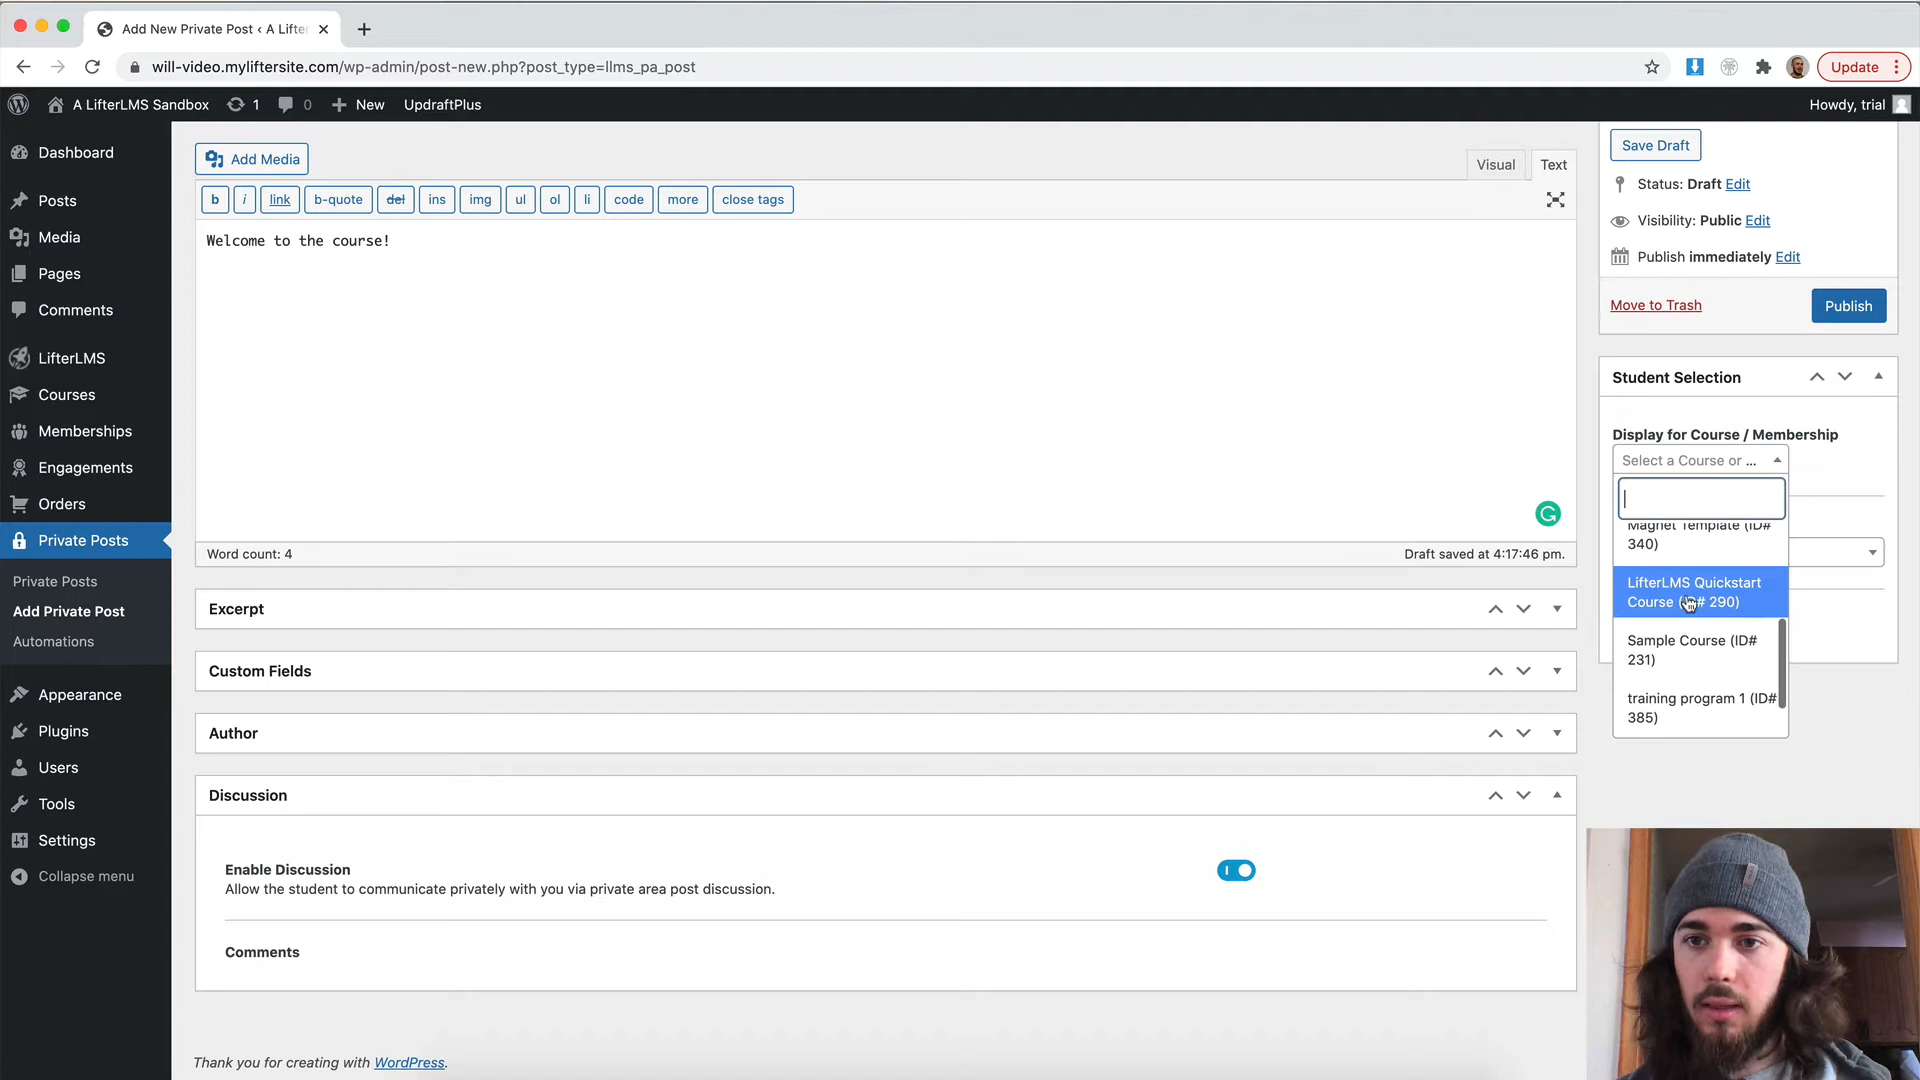 Add New Private Post ‹ A Lifte
will-video.myliftersite.com/wp-admin/post-new.php?post_type=llms_pa_post
Update
A LifterLMS Sandbox
1
0
New
UpdraftPlus
Howdy, trial
Dashboard
Posts
Media
Pages
Comments
LifterLMS
Courses
Memberships
Engagements
Orders
Private Posts
Private Posts
Add Private Post
Automations
Appearance
Plugins
Users
Tools
Settings
Collapse menu
Add Media
Visual
Text
b
i
link
b-quote
del
ins
img
ul
ol
li
code
more
close tags
Welcome to the course!
Word count: 4
Draft saved at 4:17:46 pm.
Excerpt
Custom Fields
Author
Discussion
Enable Discussion
Allow the student to communicate privately with you via private area post discussion.
Comments
Thank you for creating with WordPress.
Save Draft
Status: Draft Edit
Visibility: Public Edit
Publish immediately Edit
Move to Trash
Publish
Student Selection
Display for Course / Membership
Select a Course or ...
Magnet Template (ID#
340)
LifterLMS Quickstart
Course (ID# 290)
Sample Course (ID#
231)
training program 1 (ID#
385)